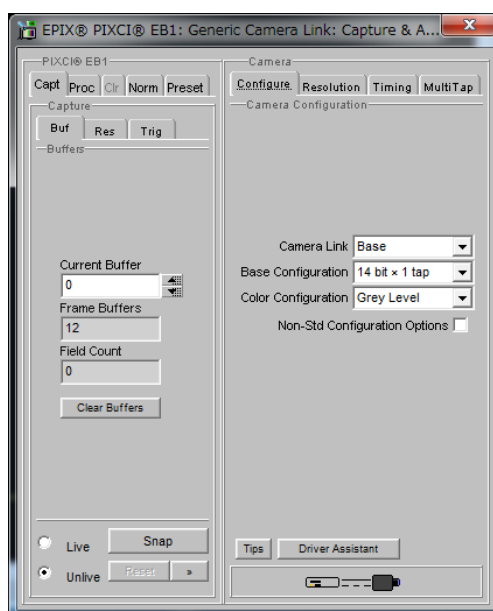 EPIX® PIXCI® EB1: Generic Camera Link: Capture & A...
PIXCI® EB1
Capt Proc Clr Norm Preset
Capture
Buf Res Trig
Buffers
Current Buffer
0
Frame Buffers
12
Field Count
0
Clear Buffers
Live Snap
Unlive Reset »
Camera
Configure Resolution Timing MultiTap
Camera Configuration
Camera Link Base
Base Configuration 14 bit × 1 tap
Color Configuration Grey Level
Non-Std Configuration Options
Tips Driver Assistant